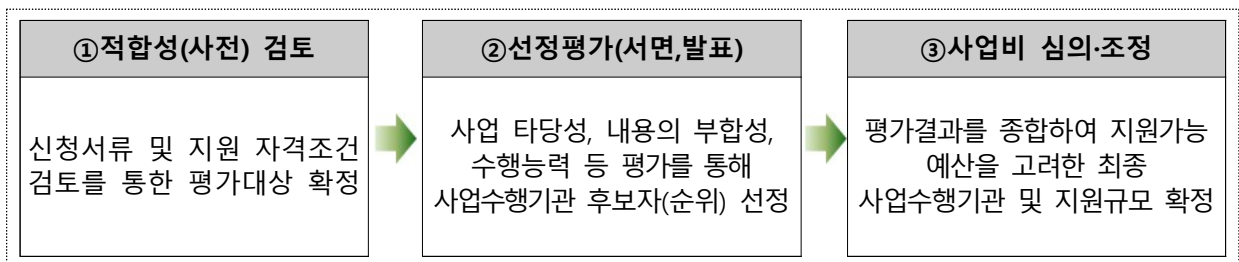 ①적합성(사전) 검토
신청서류 및 지원 자격조건
검토를 통한 평가대상 확정
②선정평가(서면,발표)
사업 타당성, 내용의 부합성,
수행능력 등 평가를 통해
사업수행기관 후보자(순위) 선정
③사업비 심의·조정
평가결과를 종합하여 지원가능
예산을 고려한 최종
사업수행기관 및 지원규모 확정